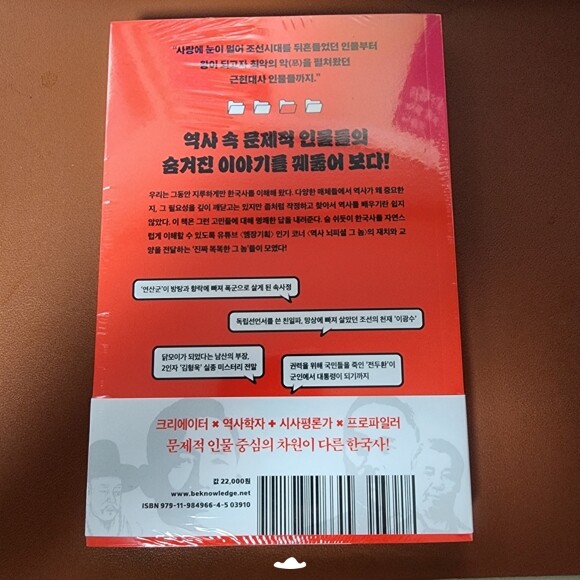 "사랑에 눈이 멀어 조선시대를 뒤흔들었던 인물부터
왕이 되고자 최악의 악(惡)을 펼쳐왔던
근현대사 인물들까지."
역사 속 문제적 인물들의
숨겨진 이야기를 꿰뚫어 보다!
우리는 그동안 지루하게만 한국사를 이해해 왔다. 다양한 매체들에서 역사가 왜 중요한
지, 그 필요성을 깊이 깨닫고는 있지만 좀처럼 작정하고 찾아서 역사를 배우기란 쉽지
않았다. 이 책은 그런 고민들에 대해 명쾌한 답을 내려준다. 숨 쉬듯이 한국사를 자연스
럽게 이해할 수 있도록 유튜브 <뱀장기획> 인기 코너 <역사 뇌피셜 그 놈>의 재치와 교
양을 전달하는 '진짜 똑똑한 그 놈'들이 모였다!
'연산군'이 방탕과 향락에 빠져 폭군으로 살게 된 속사정
독립선언서를 쓴 친일파, 망상에 빠져 살았던 조선의 천재 '이광수'
닭모이가 되었다는 남산의 부장,
2인자 '김형욱' 실종 미스터리 전말
권력을 위해 국민들을 죽인 '전두환'이
군인에서 대통령이 되기까지
크리에이터 × 역사학자 + 시사평론가 × 프로파일러
문제적 인물 중심의 차원이 다른 한국사!
값 22,000원
www.beknowledge.net
ISBN 979-11-984966-4-5 03910